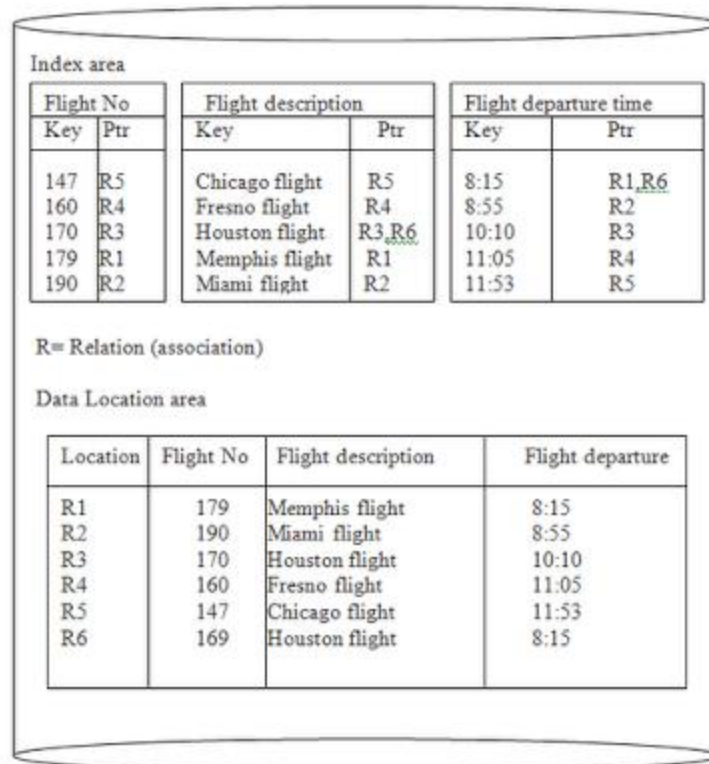 Index area
Flight No Flight description Flight departure time
Key Ptr Key Ptr Key Ptr
147 R5 Chicago flight R5 8:15 R1,R6
160 R4 Fresno flight R4 8:55 R2
170 R3 Houston flight R3,R6 10:10 R3
179 R1 Memphis flight R1 11:05 R4
190 R2 Miami flight R2 11:53 R5
R= Relation (association)
Data Location area
Location Flight No Flight description Flight departure
R1 179 Memphis flight 8:15
R2 190 Miami flight 8:55
R3 170 Houston flight 10:10
R4 160 Fresno flight 11:05
R5 147 Chicago flight 11:53
R6 169 Houston flight 8:15